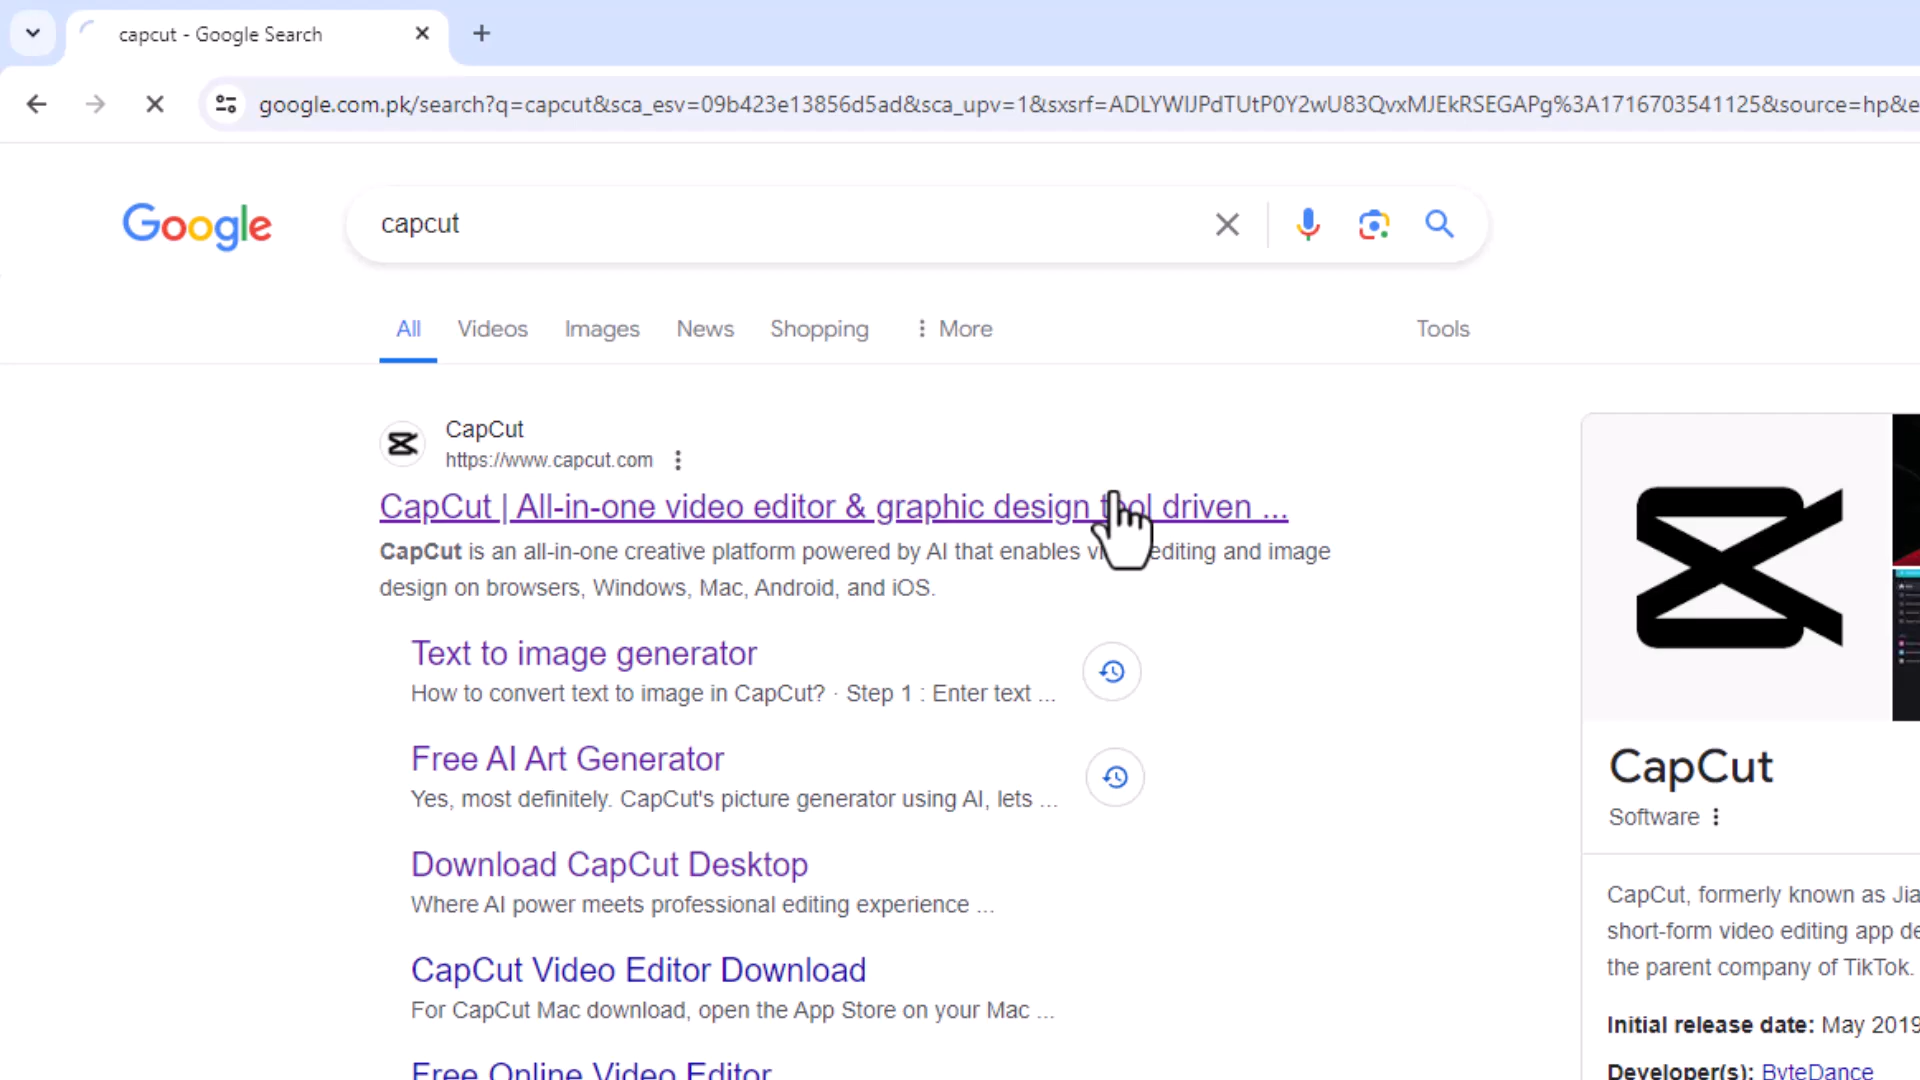 capcut - Google Search
google.com.pk/search?q=capcut&sca_esv=09b423e13856d5ad&sca_upv=1&sxsrf=ADLYWIJPdTUtP0Y2wU83QvxMJEkRSEGAPg%3A1716703541125&source=hp&e
Google
capcut
All Videos Images News Shopping More Tools
CapCut
https://www.capcut.com
CapCut | All-in-one video editor & graphic design tool driven ...
CapCut is an all-in-one creative platform powered by AI that enables editing and image
design on browsers, Windows, Mac, Android, and iOS.
Text to image generator
How to convert text to image in CapCut? · Step 1 : Enter text ...
Free AI Art Generator
Yes, most definitely. CapCut's picture generator using AI, lets ...
Download CapCut Desktop
Where AI power meets professional editing experience ...
CapCut Video Editor Download
For CapCut Mac download, open the App Store on your Mac ...
Free Online Video Editor
CapCut
Software
CapCut, formerly known as Jia
short-form video editing app de
the parent company of TikTok.
Initial release date: May 2019
Developer(s): ByteDance